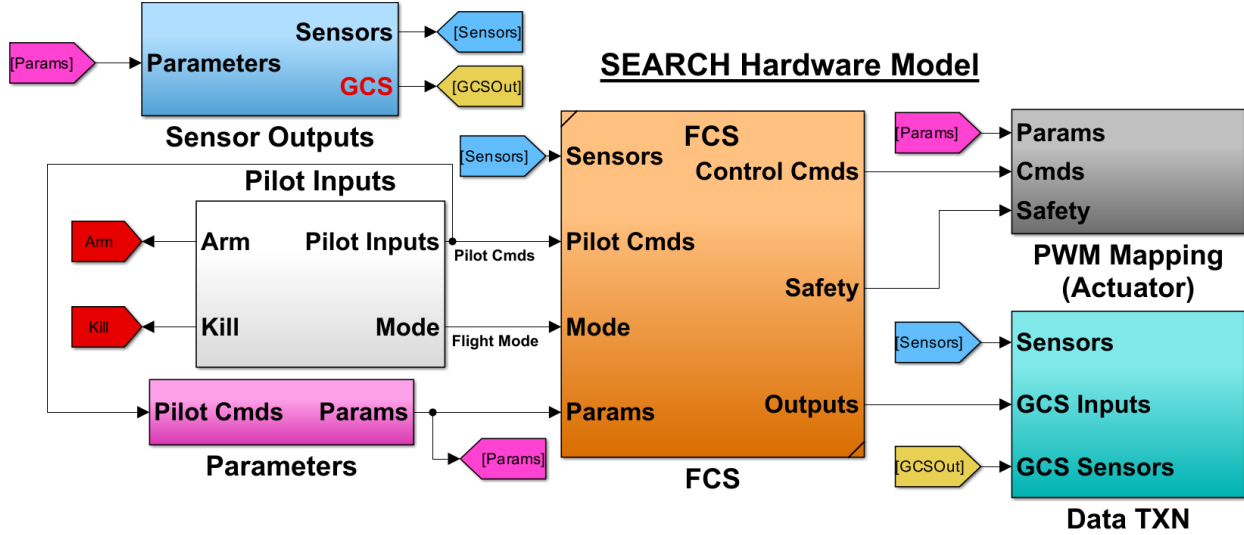 SEARCH Hardware Model
[Params]
Parameters
Sensors
GCS
[Sensors]
[GCSOut]
Sensor Outputs
Pilot Inputs
Arm
Kill
Arm
Kill
Pilot Inputs
Mode
Pilot Cmds
Flight Mode
Pilot Cmds
Params
Parameters
[Params]
[Sensors]
FCS
Sensors
Pilot Cmds
Mode
Params
Control Cmds
Safety
Outputs
FCS
[Params]
Params
Cmds
Safety
PWM Mapping
(Actuator)
[Sensors]
[GCSOut]
Sensors
GCS Inputs
GCS Sensors
Data TXN